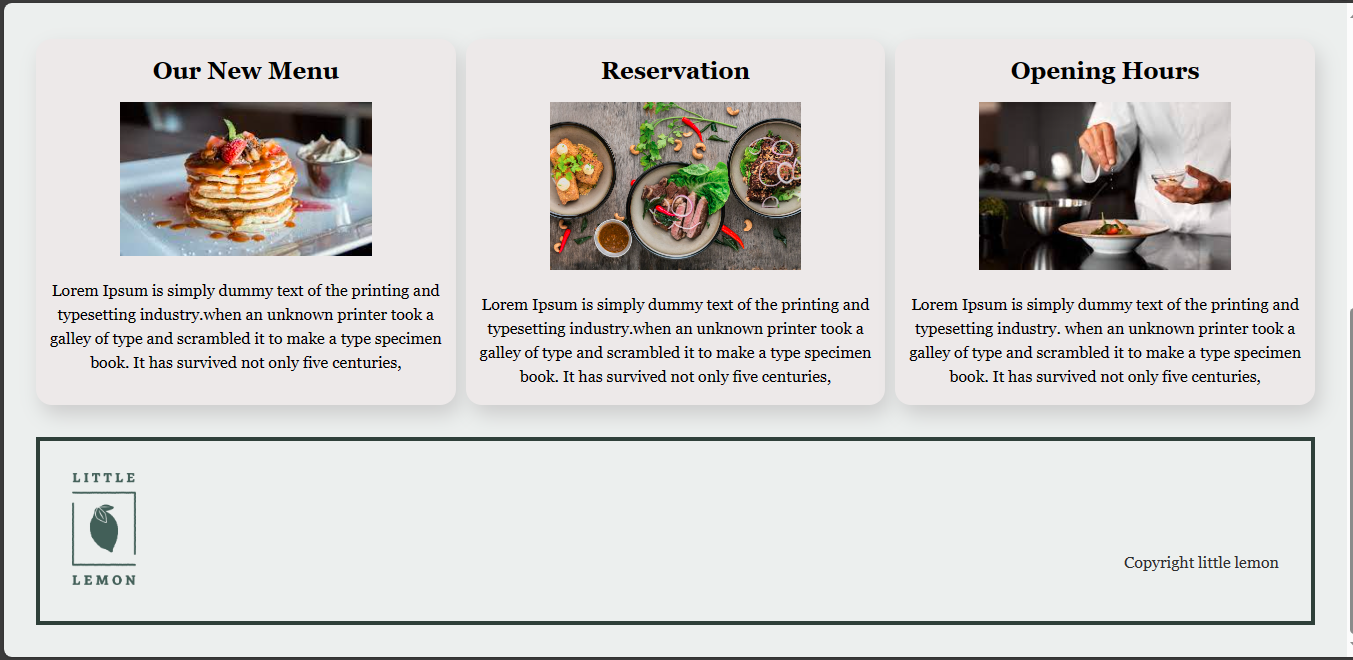 Our New Menu
Lorem Ipsum is simply dummy text of the printing and
typesetting industry.when an unknown printer took a
galley of type and scrambled it to make a type specimen
book. It has survived not only five centuries,
Reservation
Lorem Ipsum is simply dummy text of the printing and
typesetting industry.when an unknown printer took a
galley of type and scrambled it to make a type specimen
book. It has survived not only five centuries,
Opening Hours
Lorem Ipsum is simply dummy text of the printing and
typesetting industry. when an unknown printer took a
galley of type and scrambled it to make a type specimen
book. It has survived not only five centuries,
LITTLE
LEMON
Copyright little lemon